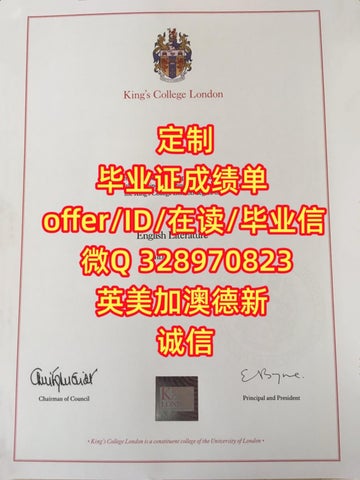 King's College London
定制
毕业证成绩单
offer/ID/在读/毕业信
English Literature
微Q 328970823
英美加澳德新
诚信
Chairman of Council
Principal and President
• King's College London is a constituent college of the University of London •